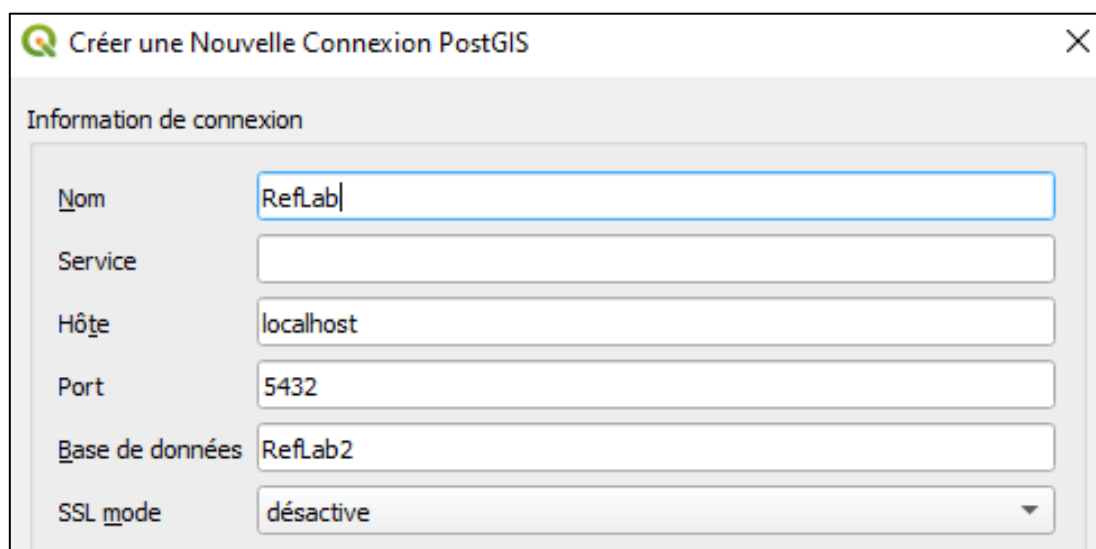 Créer une Nouvelle Connexion PostGIS
Information de connexion
Nom RefLab
Service
Hôte localhost
Port 5432
Base de données RefLab2
SSL mode désactive